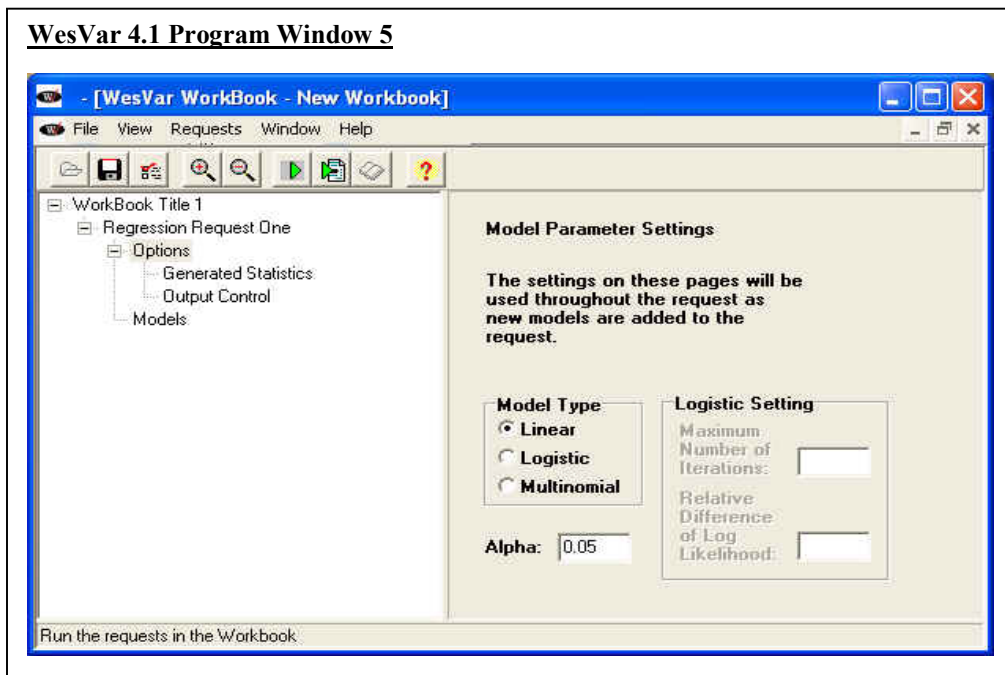 WesVar 4.1 Program Window 5
- [WesVar WorkBook - New Workbook]
File View Requests Window Help
WorkBook Title 1
Regression Request One
Options
Generated Statistics
Output Control
Models
Model Parameter Settings
The settings on these pages will be
used throughout the request as
new models are added to the
request.
Model Type
Linear
Logistic
Multinomial
Alpha: 0.05
Logistic Setting
Maximum
Number of
Iterations:
Relative
Difference
of Log
Likelihood:
Run the requests in the Workbook